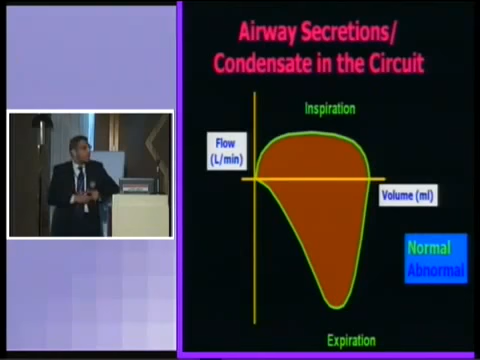 Airway Secretions/
Condensate in the Circuit
Inspiration
Flow
(L/min)
Volume (ml)
Normal
Abnormal
Expiration